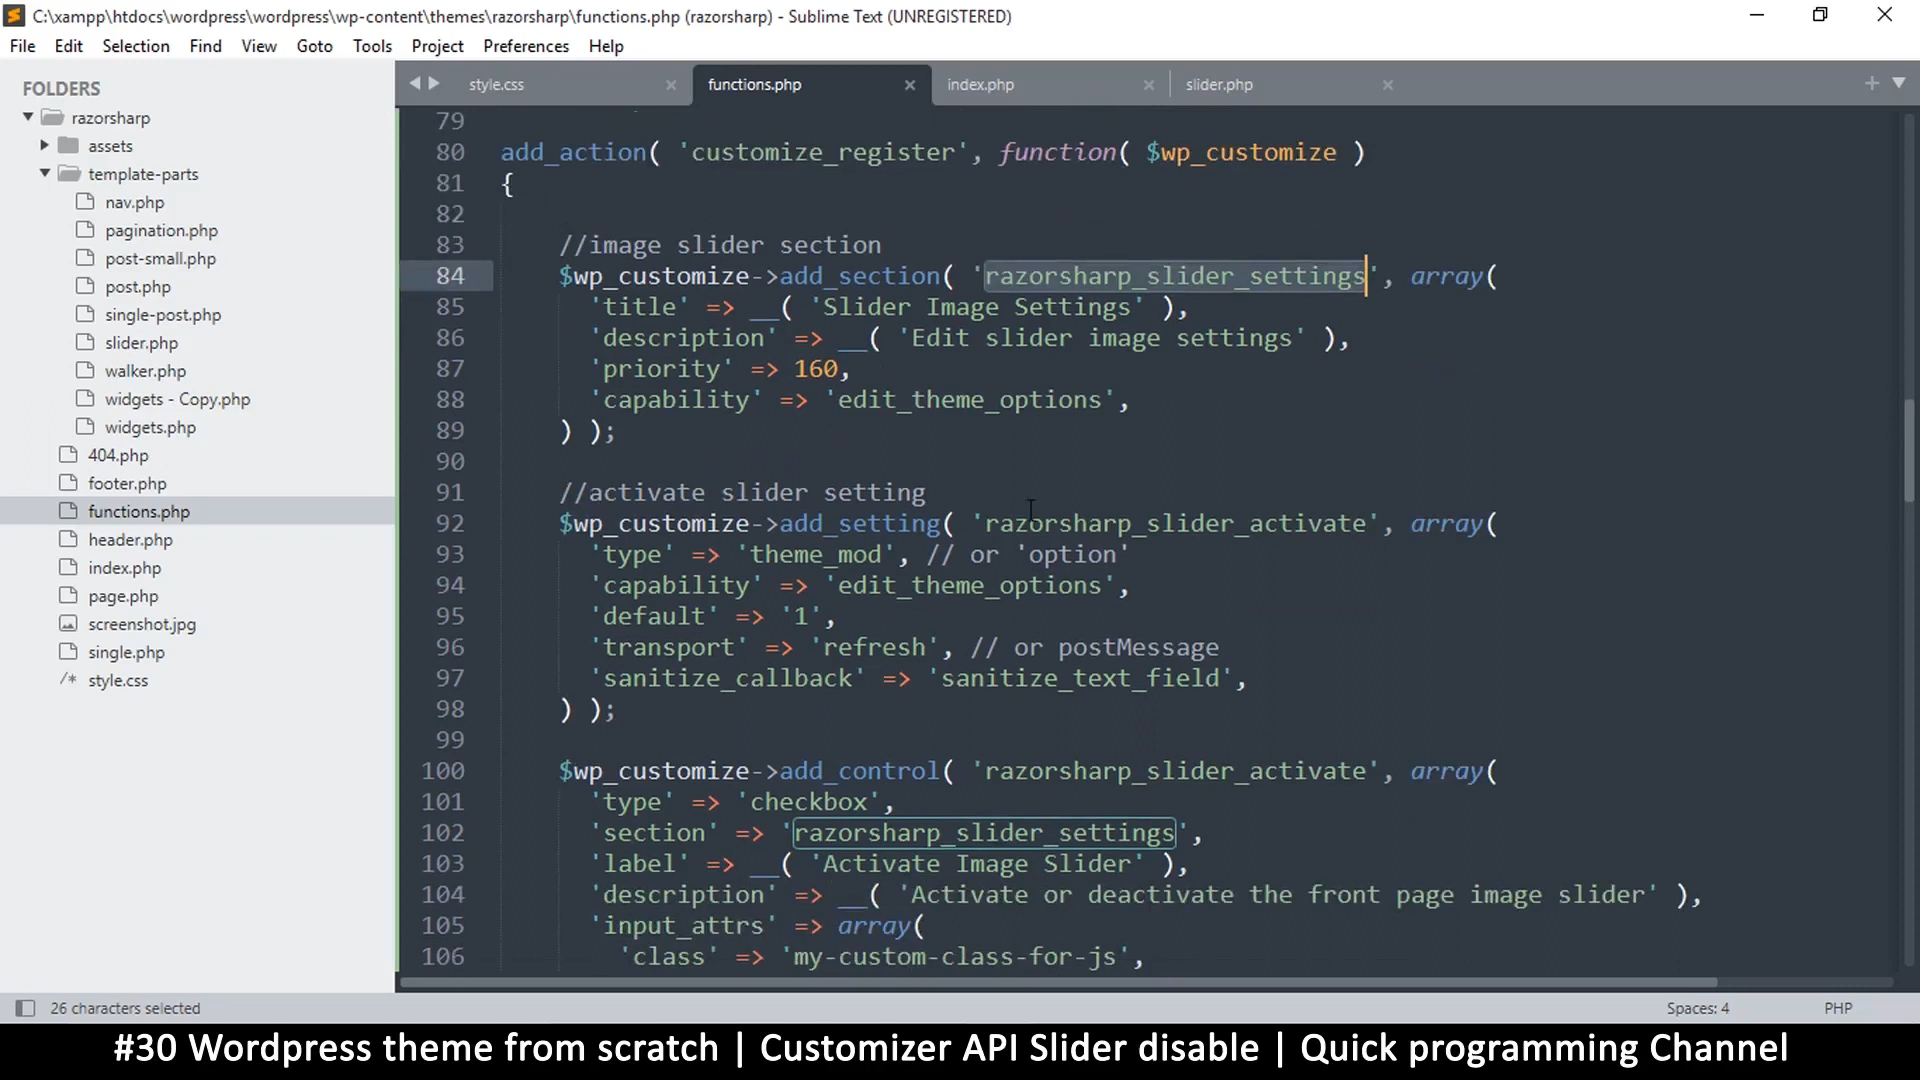 C:\xampp\htdocs\wordpress\wordpress\wp-content\themes\razorsharp\functions.php (razorsharp) - Sublime Text (UNREGISTERED)
File Edit Selection Find View Goto Tools Project Preferences Help
FOLDERS
razorsharp
assets
template-parts
nav.php
pagination.php
post-small.php
post.php
single-post.php
slider.php
walker.php
widgets - Copy.php
widgets.php
404.php
footer.php
functions.php
header.php
index.php
page.php
screenshot.jpg
single.php
/* style.css
style.css functions.php index.php slider.php
79
80 add_action( 'customize_register', function( $wp_customize )
81 {
82
83 //image slider section
84 $wp_customize->add_section( 'razorsharp_slider_settings', array(
85 'title' => __( 'Slider Image Settings' ),
86 'description' => __( 'Edit slider image settings' ),
87 'priority' => 160,
88 'capability' => 'edit_theme_options',
89 ) );
90
91 //activate slider setting
92 $wp_customize->add_setting( 'razorsharp_slider_activate', array(
93 'type' => 'theme_mod', // or 'option'
94 'capability' => 'edit_theme_options',
95 'default' => '1',
96 'transport' => 'refresh', // or postMessage
97 'sanitize_callback' => 'sanitize_text_field',
98 ) );
99
100 $wp_customize->add_control( 'razorsharp_slider_activate', array(
101 'type' => 'checkbox',
102 'section' => 'razorsharp_slider_settings',
103 'label' => __( 'Activate Image Slider' ),
104 'description' => __( 'Activate or deactivate the front page image slider' ),
105 'input_attrs' => array(
106 'class' => 'my-custom-class-for-js',
26 characters selected Spaces: 4 PHP
#30 Wordpress theme from scratch | Customizer API Slider disable | Quick programming Channel